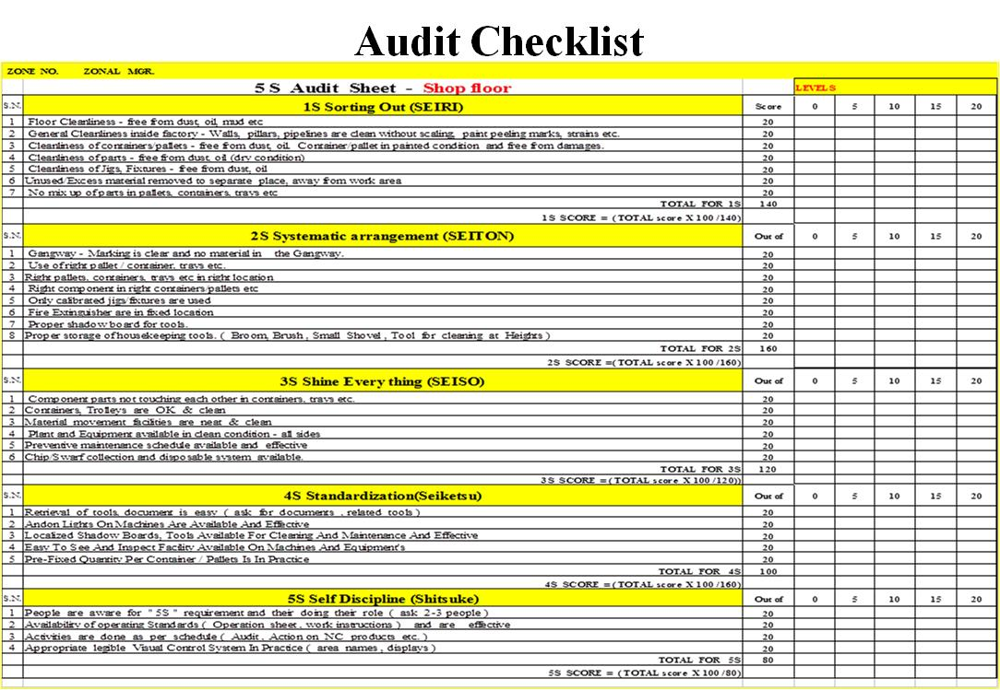 Audit Checklist
ZONE NO. ZONAL MGR.
5 S Audit Sheet - Shop floor LEVELS
S.N. 1S Sorting Out (SEIRI) Score 0 5 10 15 20
1 Floor Cleanliness - free from dust, oil, mud etc 20
2 General Cleanliness inside factory - Walls, pillars, pipelines are clean without scaling, paint peeling marks, strains etc. 20
3 Cleanliness of containers/pallets - free from dust, oil. Container/pallet in painted condition and free from damages. 20
4 Cleanliness of parts - free from dust, oil (dry condition) 20
5 Cleanliness of Jigs, Fixtures - free from dust, oil 20
6 Unused/Excess material removed to separate place, away from work area 20
7 No mix up of parts in pallets, containers, trays etc 20
TOTAL FOR 1S 140
1S SCORE = (TOTAL score X 100 /140)
S.N. 2S Systematic arrangement (SEITON) Out of 0 5 10 15 20
1 Gangway - Marking is clear and no material in the Gangway. 20
2 Use of right pallet / container, trays etc. 20
3 Right pallets, containers, trays etc in right location 20
4 Right component in right containers/pallets etc 20
5 Only calibrated jigs/fixtures are used 20
6 Fire Extinguisher are in fixed location 20
7 Proper shadow board for tools. 20
8 Proper storage of housekeeping tools. ( Broom, Brush , Small Shovel , Tool for cleaning at Heights ) 20
TOTAL FOR 2S 160
2S SCORE =( TOTAL score X 100 /160)
S.N. 3S Shine Every thing (SEISO) Out of 0 5 10 15 20
1 Component parts not touching each other in containers, trays etc. 20
2 Containers, Trolleys are OK & clean 20
3 Material movement facilities are neat & clean 20
4 Plant and Equipment available in clean condition - all sides 20
5 Preventive maintenance schedule available and effective 20
6 Chip/Swarf collection and disposable system available. 20
TOTAL FOR 3S 120
3S SCORE = ( TOTAL score X 100 /120))
S.N. 4S Standardization(Seiketsu) Out of 0 5 10 15 20
1 Retrieval of tools, document is easy ( ask for documents , related tools ) 20
2 Andon Lights On Machines Are Available And Effective 20
3 Localized Shadow Boards, Tools Available For Cleaning And Maintenance And Effective 20
4 Easy To See And Inspect Facility Available On Machines And Equipment's 20
5 Pre-Fixed Quantity Per Container / Pallets Is In Practice 20
TOTAL FOR 4S 100
4S SCORE = (TOTAL score X 100 /160)
S.N. 5S Self Discipline (Shitsuke) Out of 0 5 10 15 20
1 People are aware for " 5S " requirement and their doing their role ( ask 2-3 people ) 20
2 Availability of operating Standards ( Operation sheet , work instructions ) and are effective 20
3 Activities are done as per schedule ( Audit , Action on NC products etc. ) 20
4 Appropriate legible Visual Control System In Practice ( area names , displays ) 20
TOTAL FOR 5S 80
5S SCORE = (TOTAL score X 100 /80)